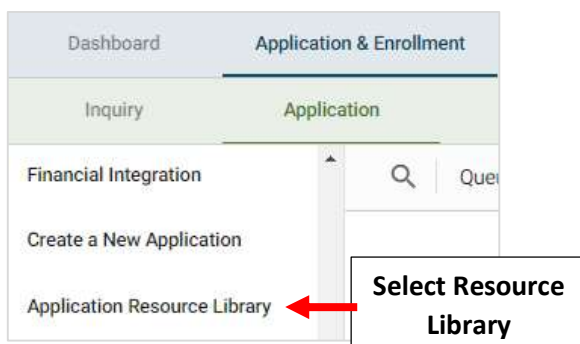 Dashboard Application & Enrollment
Inquiry Application
Financial Integration
Create a New Application
Application Resource Library
Select Resource
Library